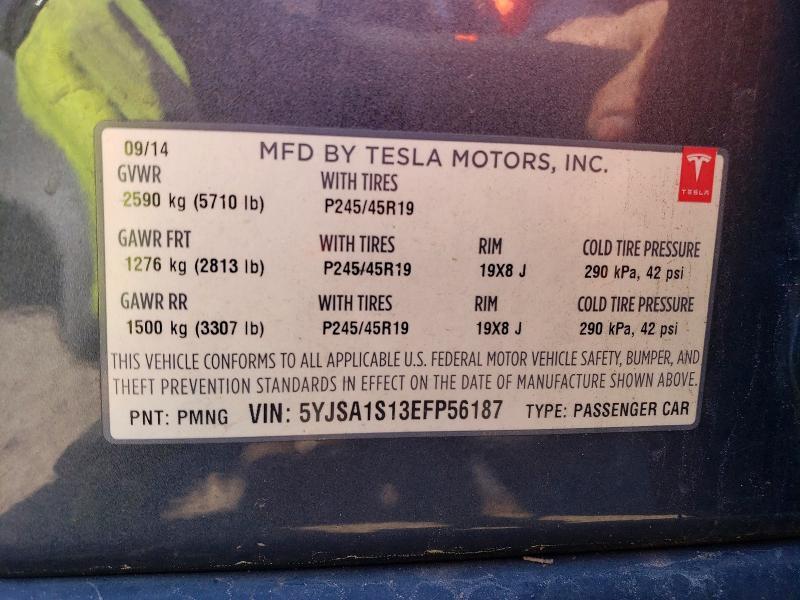 09/14 MFD BY TESLA MOTORS, INC.
TESLA
GVWR WITH TIRES
2590 kg (5710 lb) P245/45R19
GAWR FRT WITH TIRES RIM COLD TIRE PRESSURE
1276 kg (2813 lb) P245/45R19 19X8 J 290 kPa, 42 psi
GAWR RR WITH TIRES RIM COLD TIRE PRESSURE
1500 kg (3307 lb) P245/45R19 19X8 J 290 kPa, 42 psi
THIS VEHICLE CONFORMS TO ALL APPLICABLE U.S. FEDERAL MOTOR VEHICLE SAFETY, BUMPER, AND
THEFT PREVENTION STANDARDS IN EFFECT ON THE DATE OF MANUFACTURE SHOWN ABOVE.
PNT: PMNG VIN: 5YJSA1S13EFP56187 TYPE: PASSENGER CAR